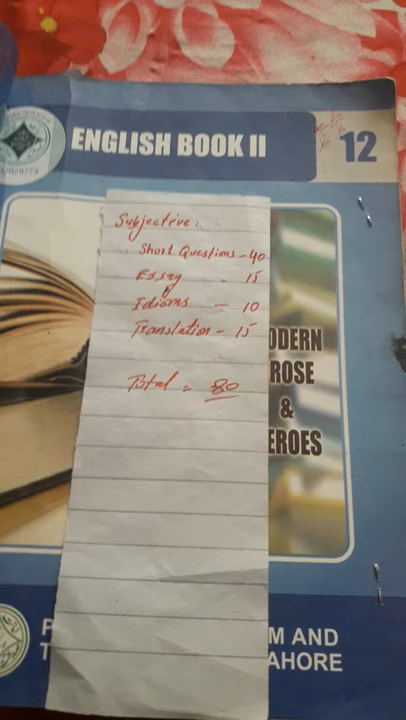 ENGLISH BOOK II
12
Subjective:
Short Questions - 40
Essay - 15
Idioms - 10
Translation - 15
Total = 80
ODERN
ROSE
&
EROES
P M AND
T AHORE